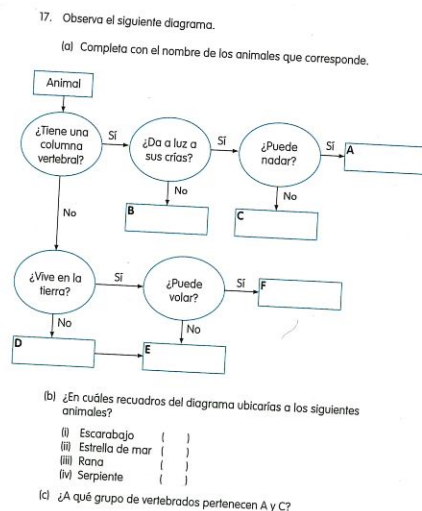 17. Observa el siguiente diagrama.
(a) Completa con el nombre de los animales que corresponde.
Animal
¿Tiene una
columna
vertebral?
Sí
¿Da a luz a
sus crías?
Sí
¿Puede
nadar?
Sí
A
No
No
No
B
C
¿Vive en la
tierra?
Sí
¿Puede
volar?
Sí
F
No
No
D
E
(b) ¿En cuáles recuadros del diagrama ubicarías a los siguientes
animales?
(i) Escarabajo ( )
(ii) Estrella de mar ( )
(iii) Rana ( )
(iv) Serpiente ( )
(c) ¿A qué grupo de vertebrados pertenecen A y C?